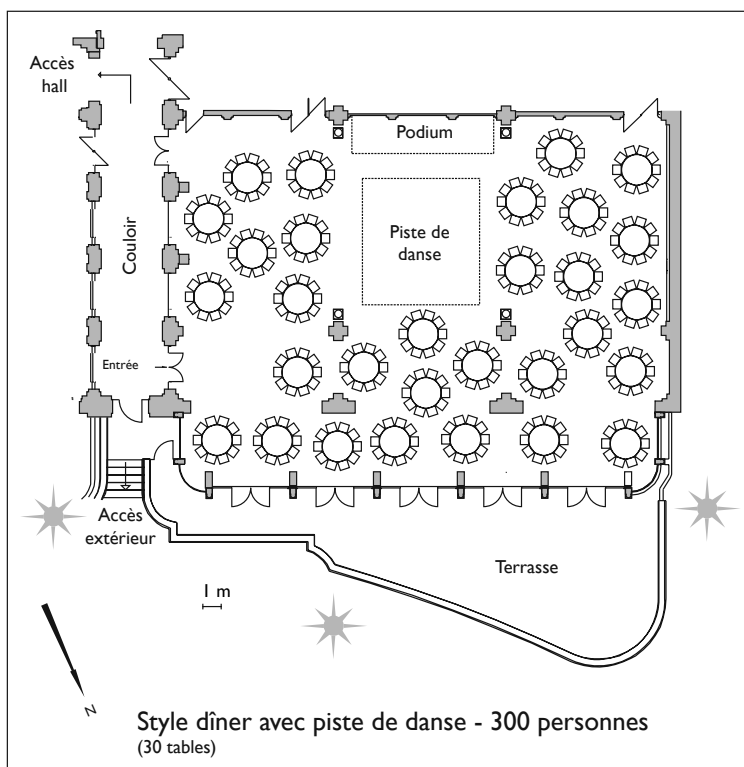 Accès
hall
Podium
Couloir
Piste de
danse
Entrée
Accès
extérieur
Terrasse
1 m
N
Style dîner avec piste de danse - 300 personnes
(30 tables)